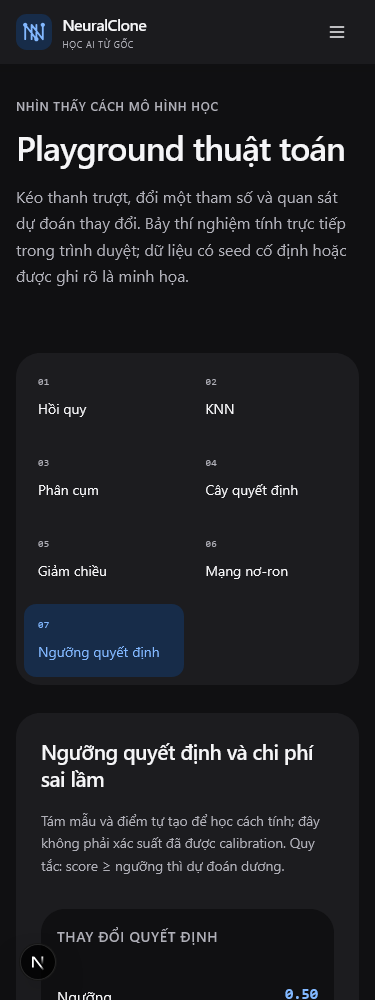 NeuralClone
HỌC AI TỪ GỐC
NHÌN THẤY CÁCH MÔ HÌNH HỌC
Playground thuật toán
Kéo thanh trượt, đổi một tham số và quan sát
dự đoán thay đổi. Bảy thí nghiệm tính trực tiếp
trong trình duyệt; dữ liệu có seed cố định hoặc
được ghi rõ là minh họa.
01
Hồi quy
02
KNN
03
Phân cụm
04
Cây quyết định
05
Giảm chiều
06
Mạng nơ-ron
07
Ngưỡng quyết định
Ngưỡng quyết định và chi phí
sai lầm
Tám mẫu và điểm tự tạo để học cách tính; đây
không phải xác suất đã được calibration. Quy
tắc: score ≥ ngưỡng thì dự đoán dương.
THAY ĐỔI QUYẾT ĐỊNH
N
Ngưỡng 0.50